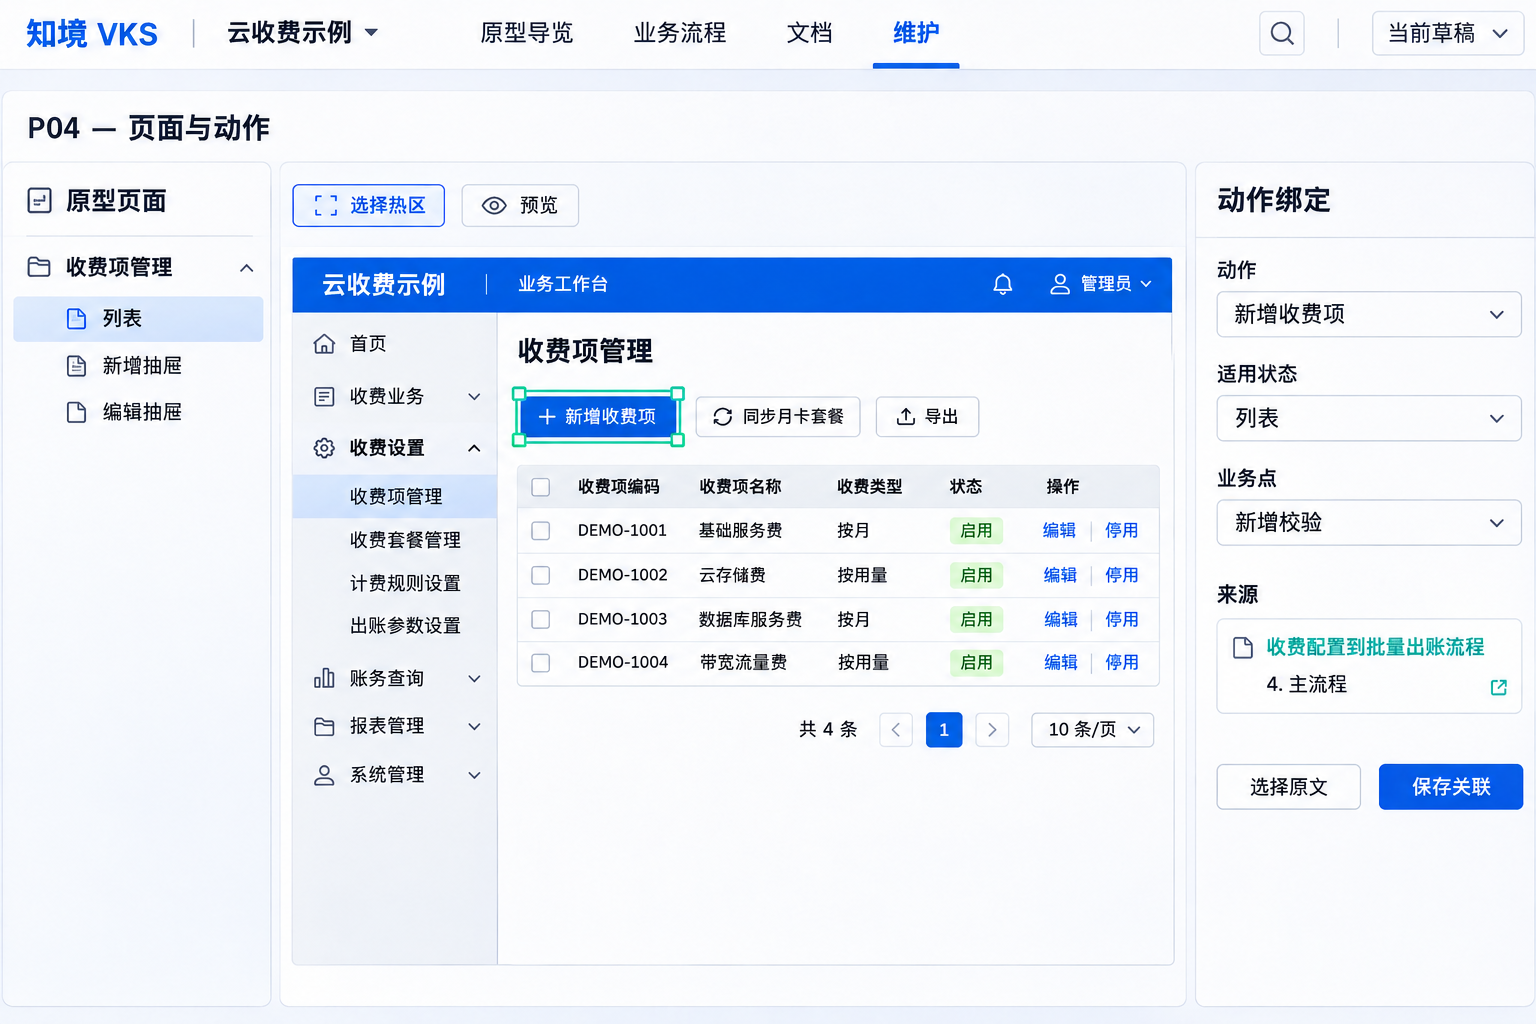 知境 VKS
云收费示例
原型导览
业务流程
文档
维护
当前草稿
P04 — 页面与动作
原型页面
收费项管理
列表
新增抽屉
编辑抽屉
选择热区
预览
云收费示例
业务工作台
管理员
首页
收费业务
收费设置
收费项管理
收费套餐管理
计费规则设置
出账参数设置
账务查询
报表管理
系统管理
收费项管理
新增收费项
同步月卡套餐
导出
收费项编码 收费项名称 收费类型 状态 操作
DEMO-1001 基础服务费 按月 启用 编辑 停用
DEMO-1002 云存储费 按用量 启用 编辑 停用
DEMO-1003 数据库服务费 按月 启用 编辑 停用
DEMO-1004 带宽流量费 按用量 启用 编辑 停用
共 4 条
1
10 条/页
动作绑定
动作
新增收费项
适用状态
列表
业务点
新增校验
来源
收费配置到批量出账流程
4. 主流程
选择原文
保存关联